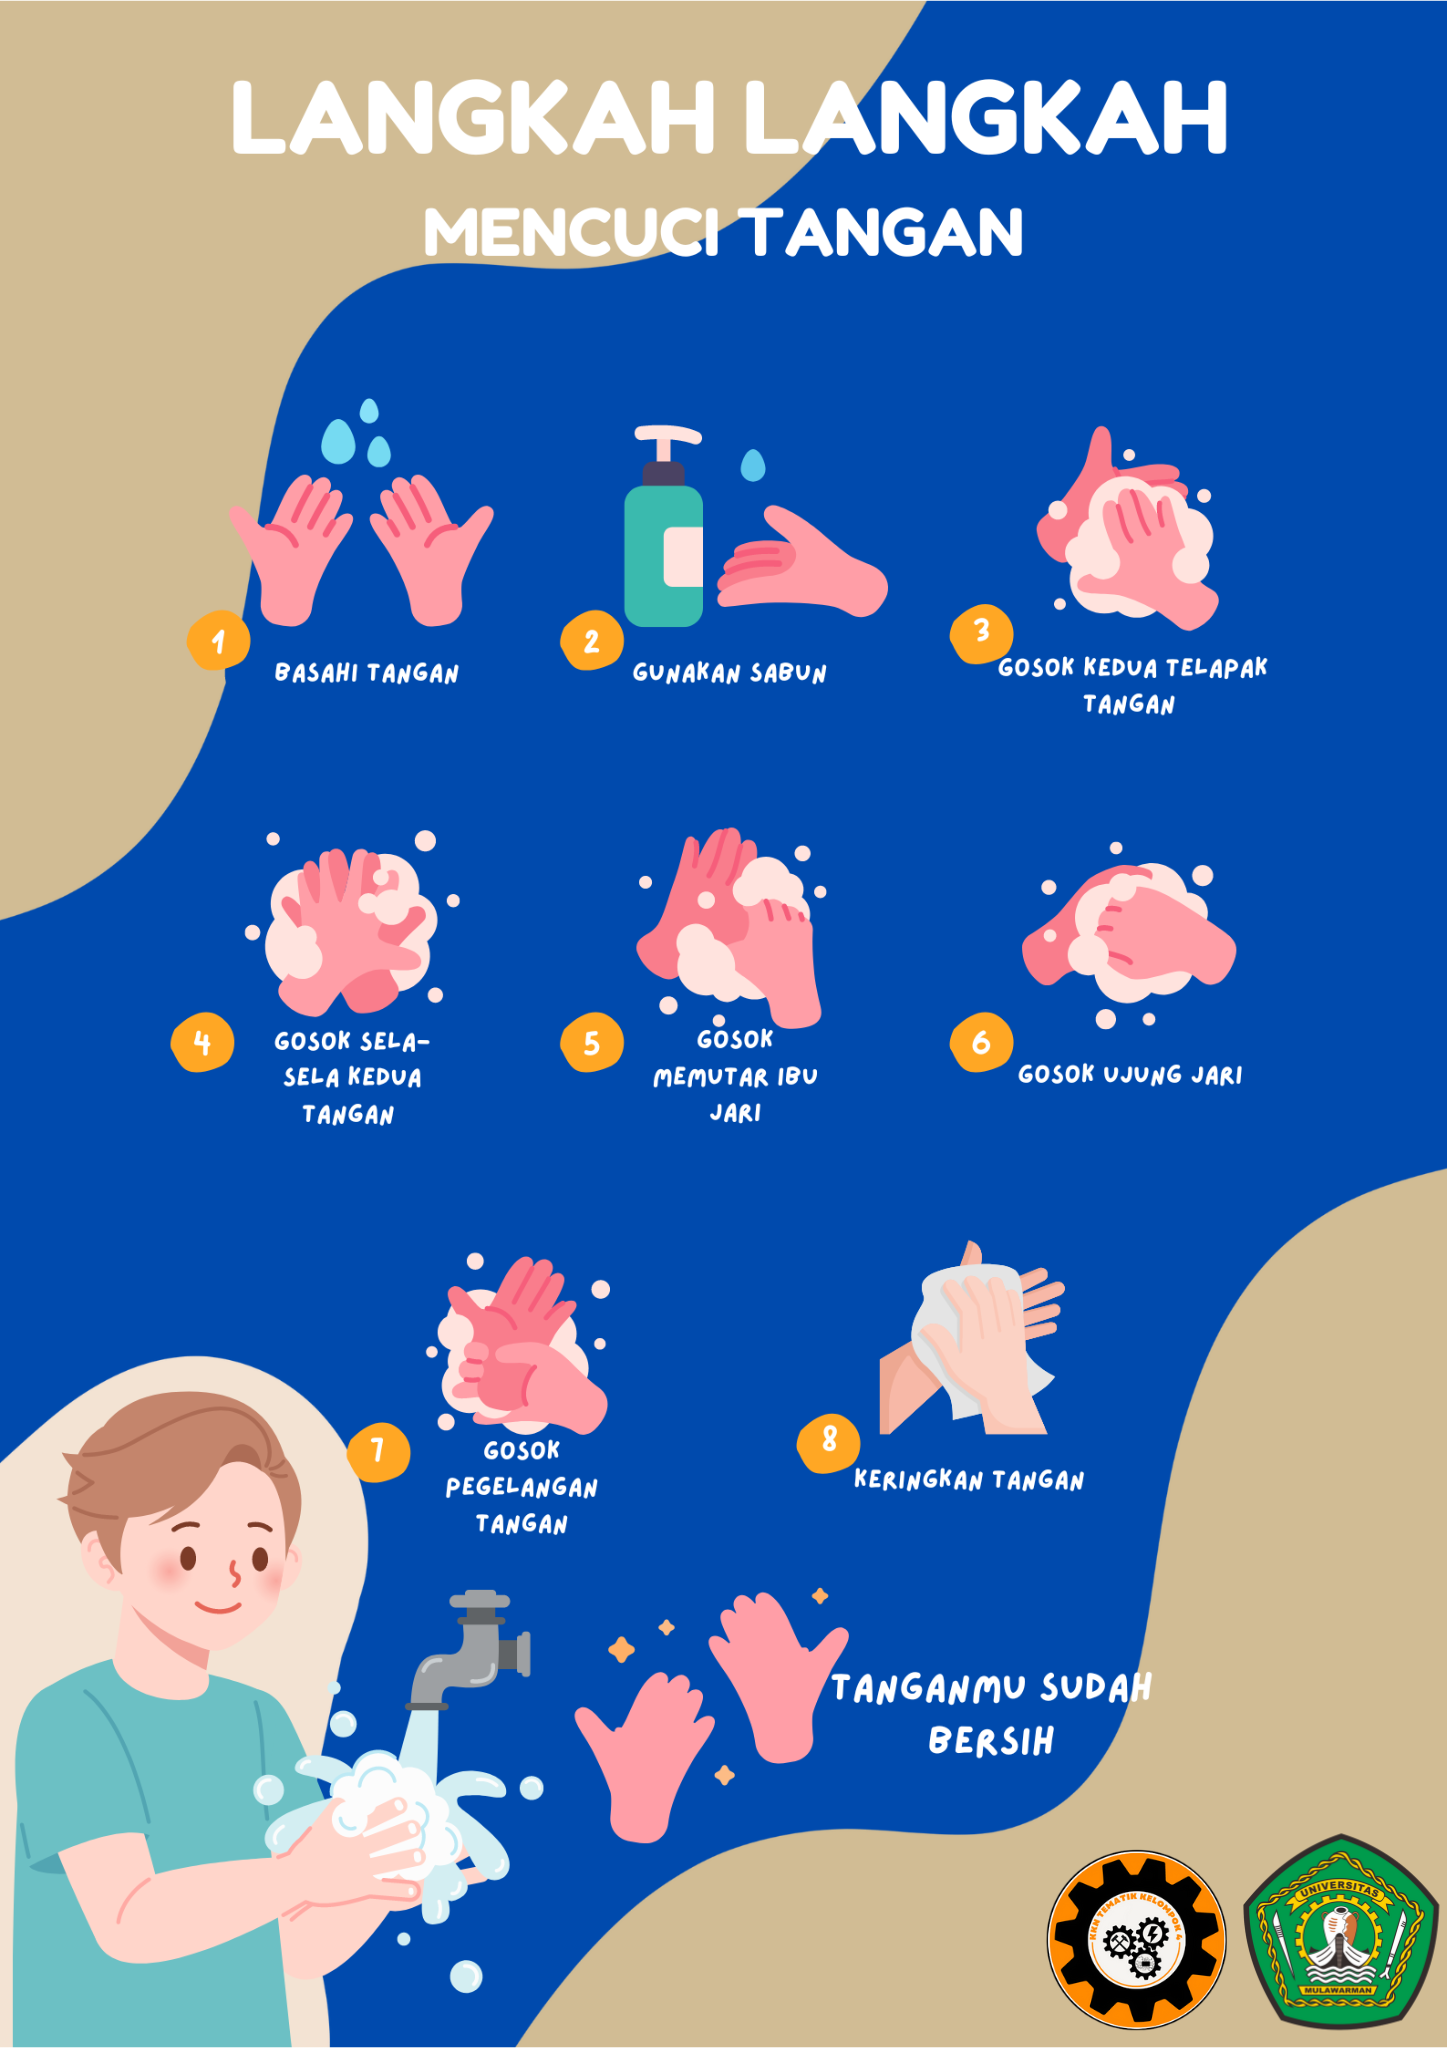 LANGKAH LANGKAH
MENCUCI TANGAN
1
BASAHI TANGAN
2
GUNAKAN SABUN
3
GOSOK KEDUA TELAPAK
TANGAN
4
GOSOK SELA-
SELA KEDUA
TANGAN
5
GOSOK
MEMUTAR IBU
JARI
6
GOSOK UJUNG JARI
7
GOSOK
PEGELANGAN
TANGAN
8
KERINGKAN TANGAN
TANGANMU SUDAH
BERSIH
KKN TEMATIK KELOMPOK 4
UNIVERSITAS
MULAWARMAN